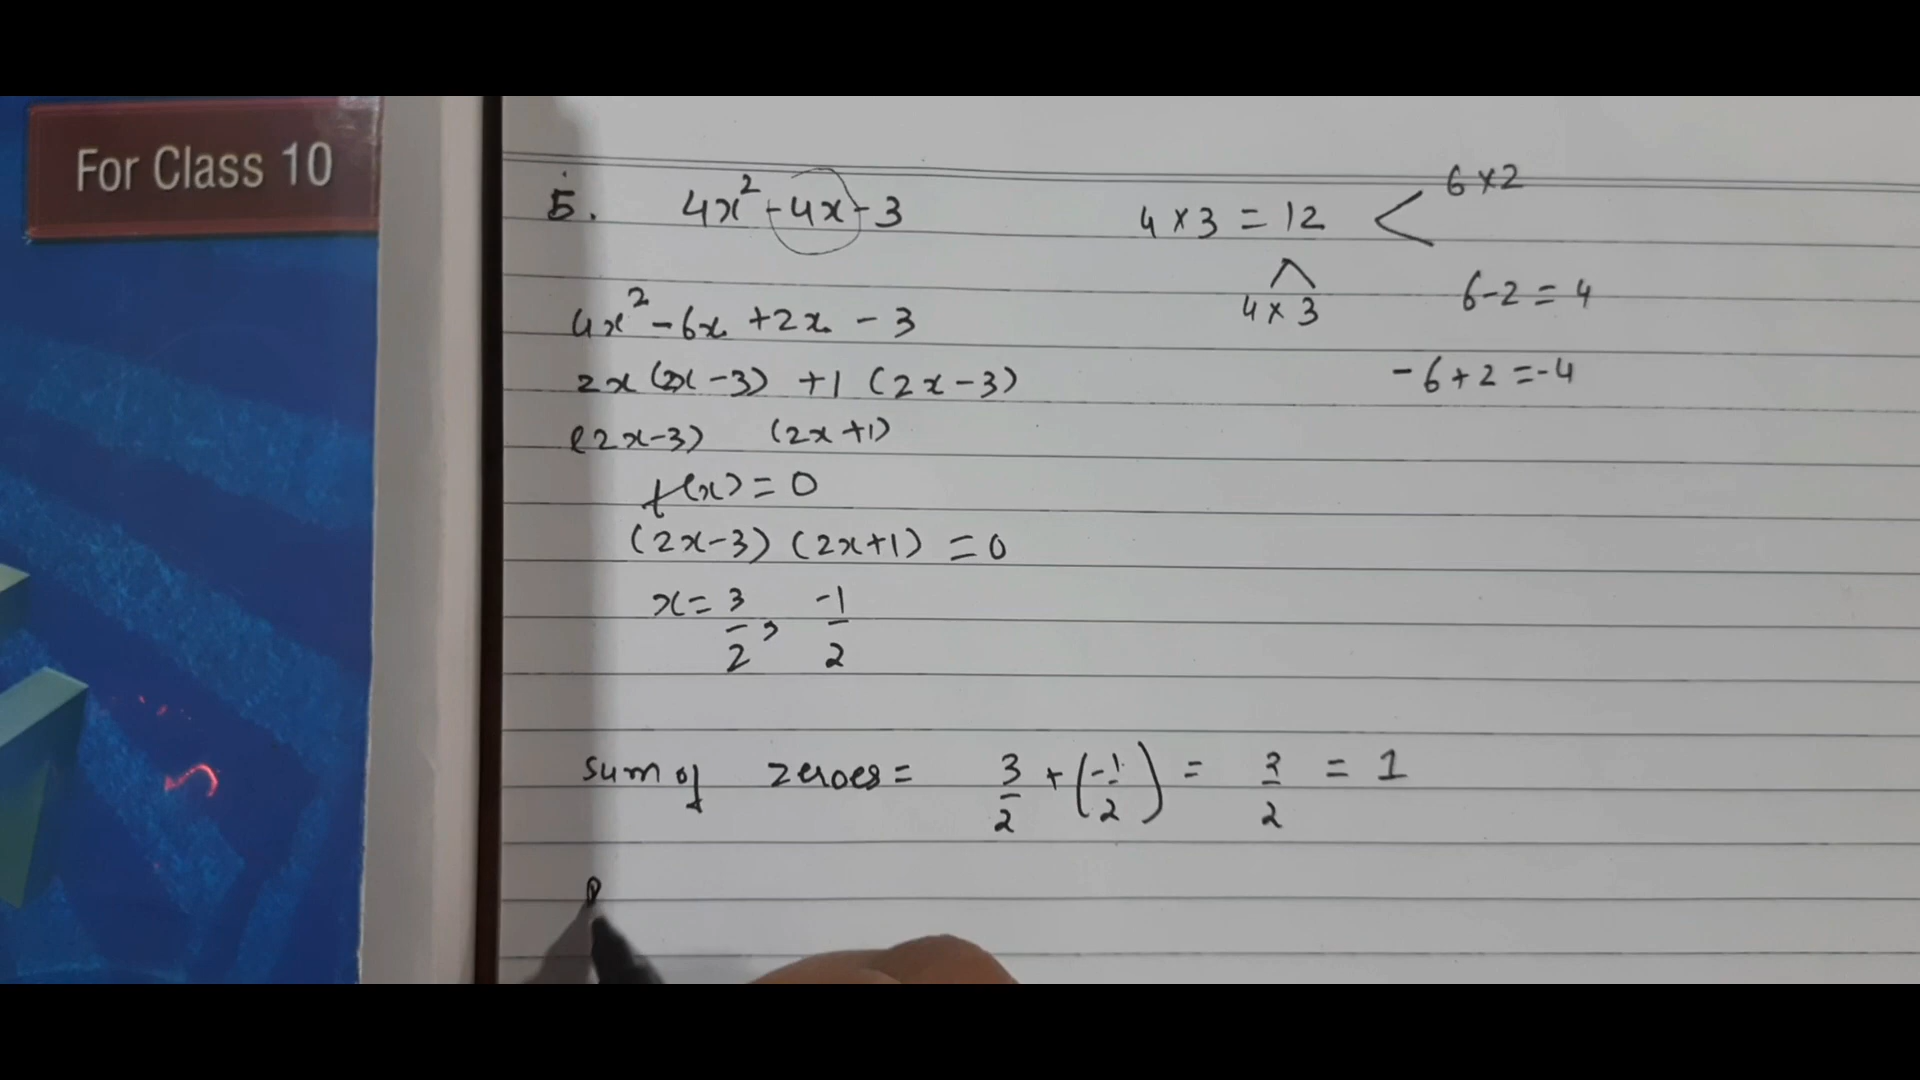 For Class 10
5. 4x² - 4x - 3
4 × 3 = 12
6 × 2
4 × 3
6 - 2 = 4
- 6 + 2 = -4
4x² - 6x + 2x - 3
2x (2x - 3) + 1 (2x - 3)
(2x - 3) (2x + 1)
f(x) = 0
(2x - 3) (2x + 1) = 0
x = 3/2, -1/2
sum of zeroes = 3/2 + (-1/2) = 2/2 = 1